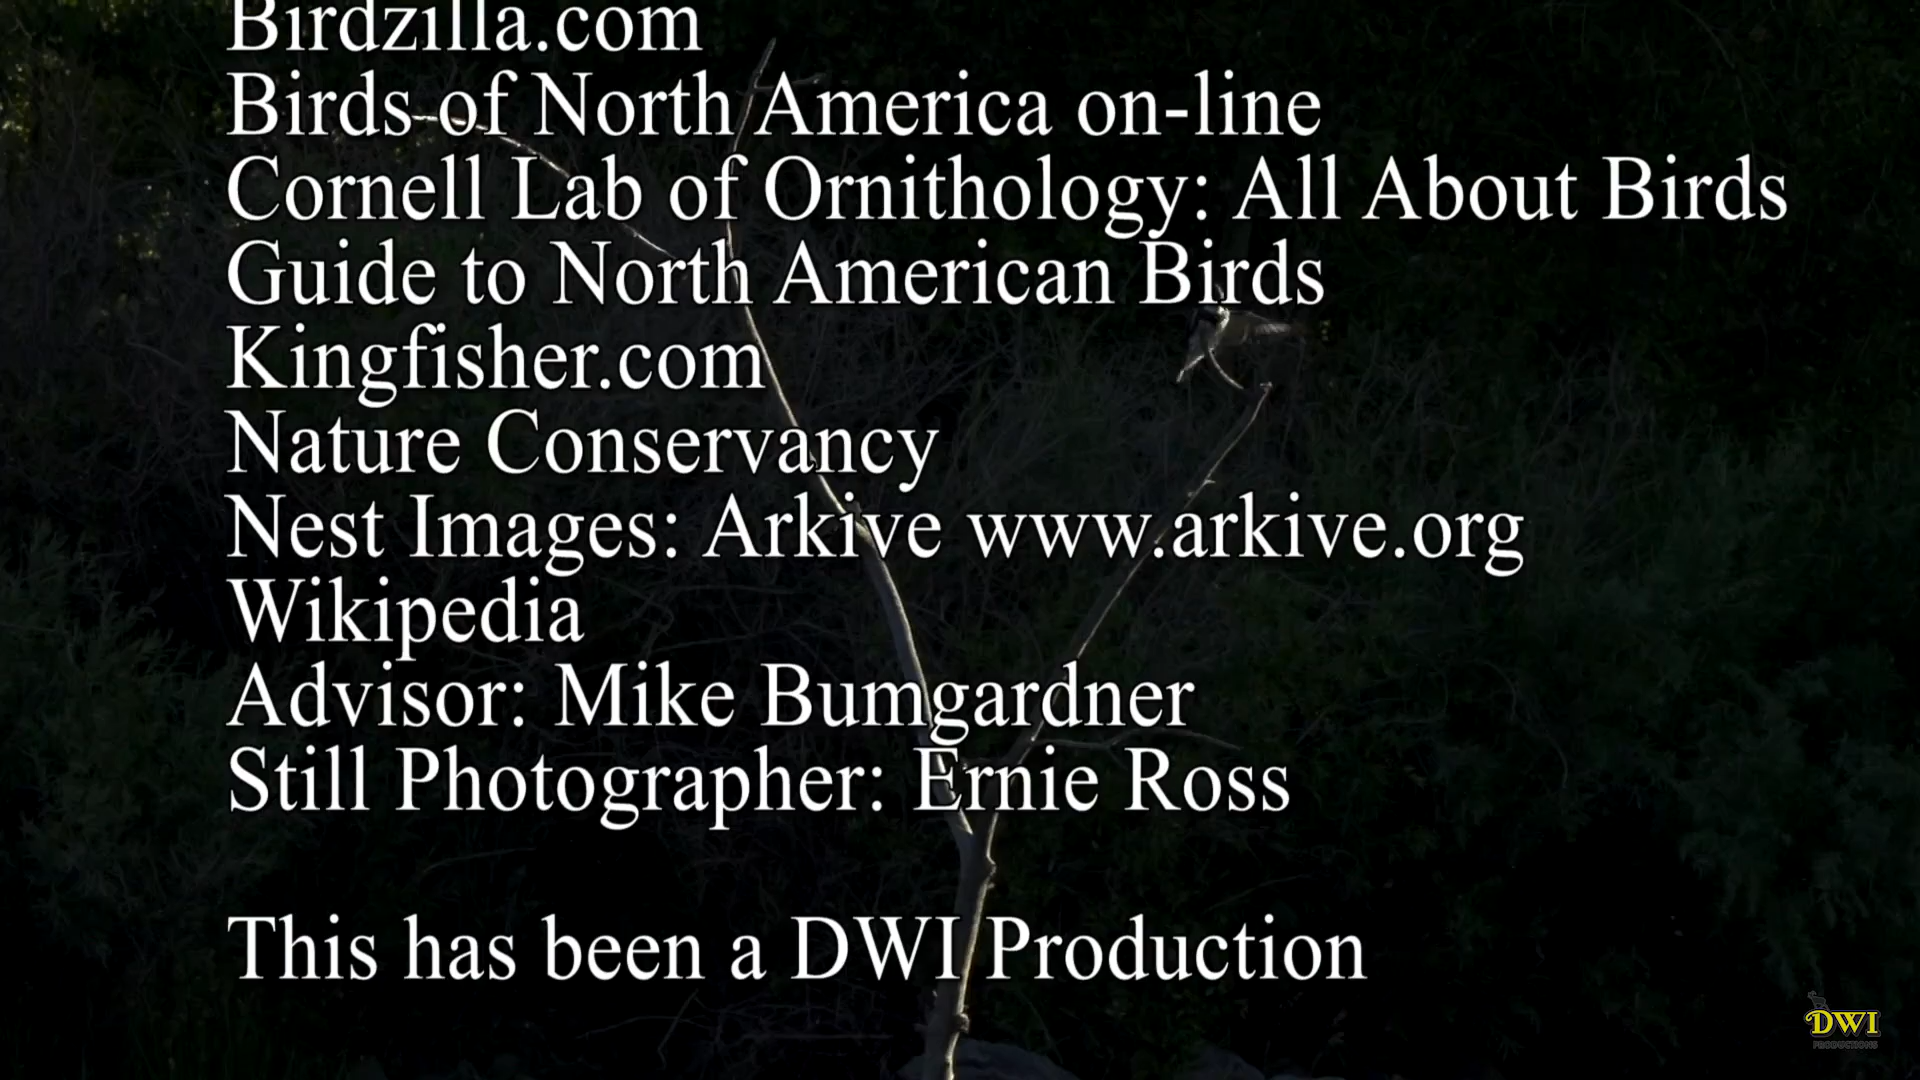 Birdzilla.com
Birds of North America on-line
Cornell Lab of Ornithology: All About Birds
Guide to North American Birds
Kingfisher.com
Nature Conservancy
Nest Images: Arkive www.arkive.org
Wikipedia
Advisor: Mike Bumgardner
Still Photographer: Ernie Ross
This has been a DWI Production
DWI
PRODUCTIONS